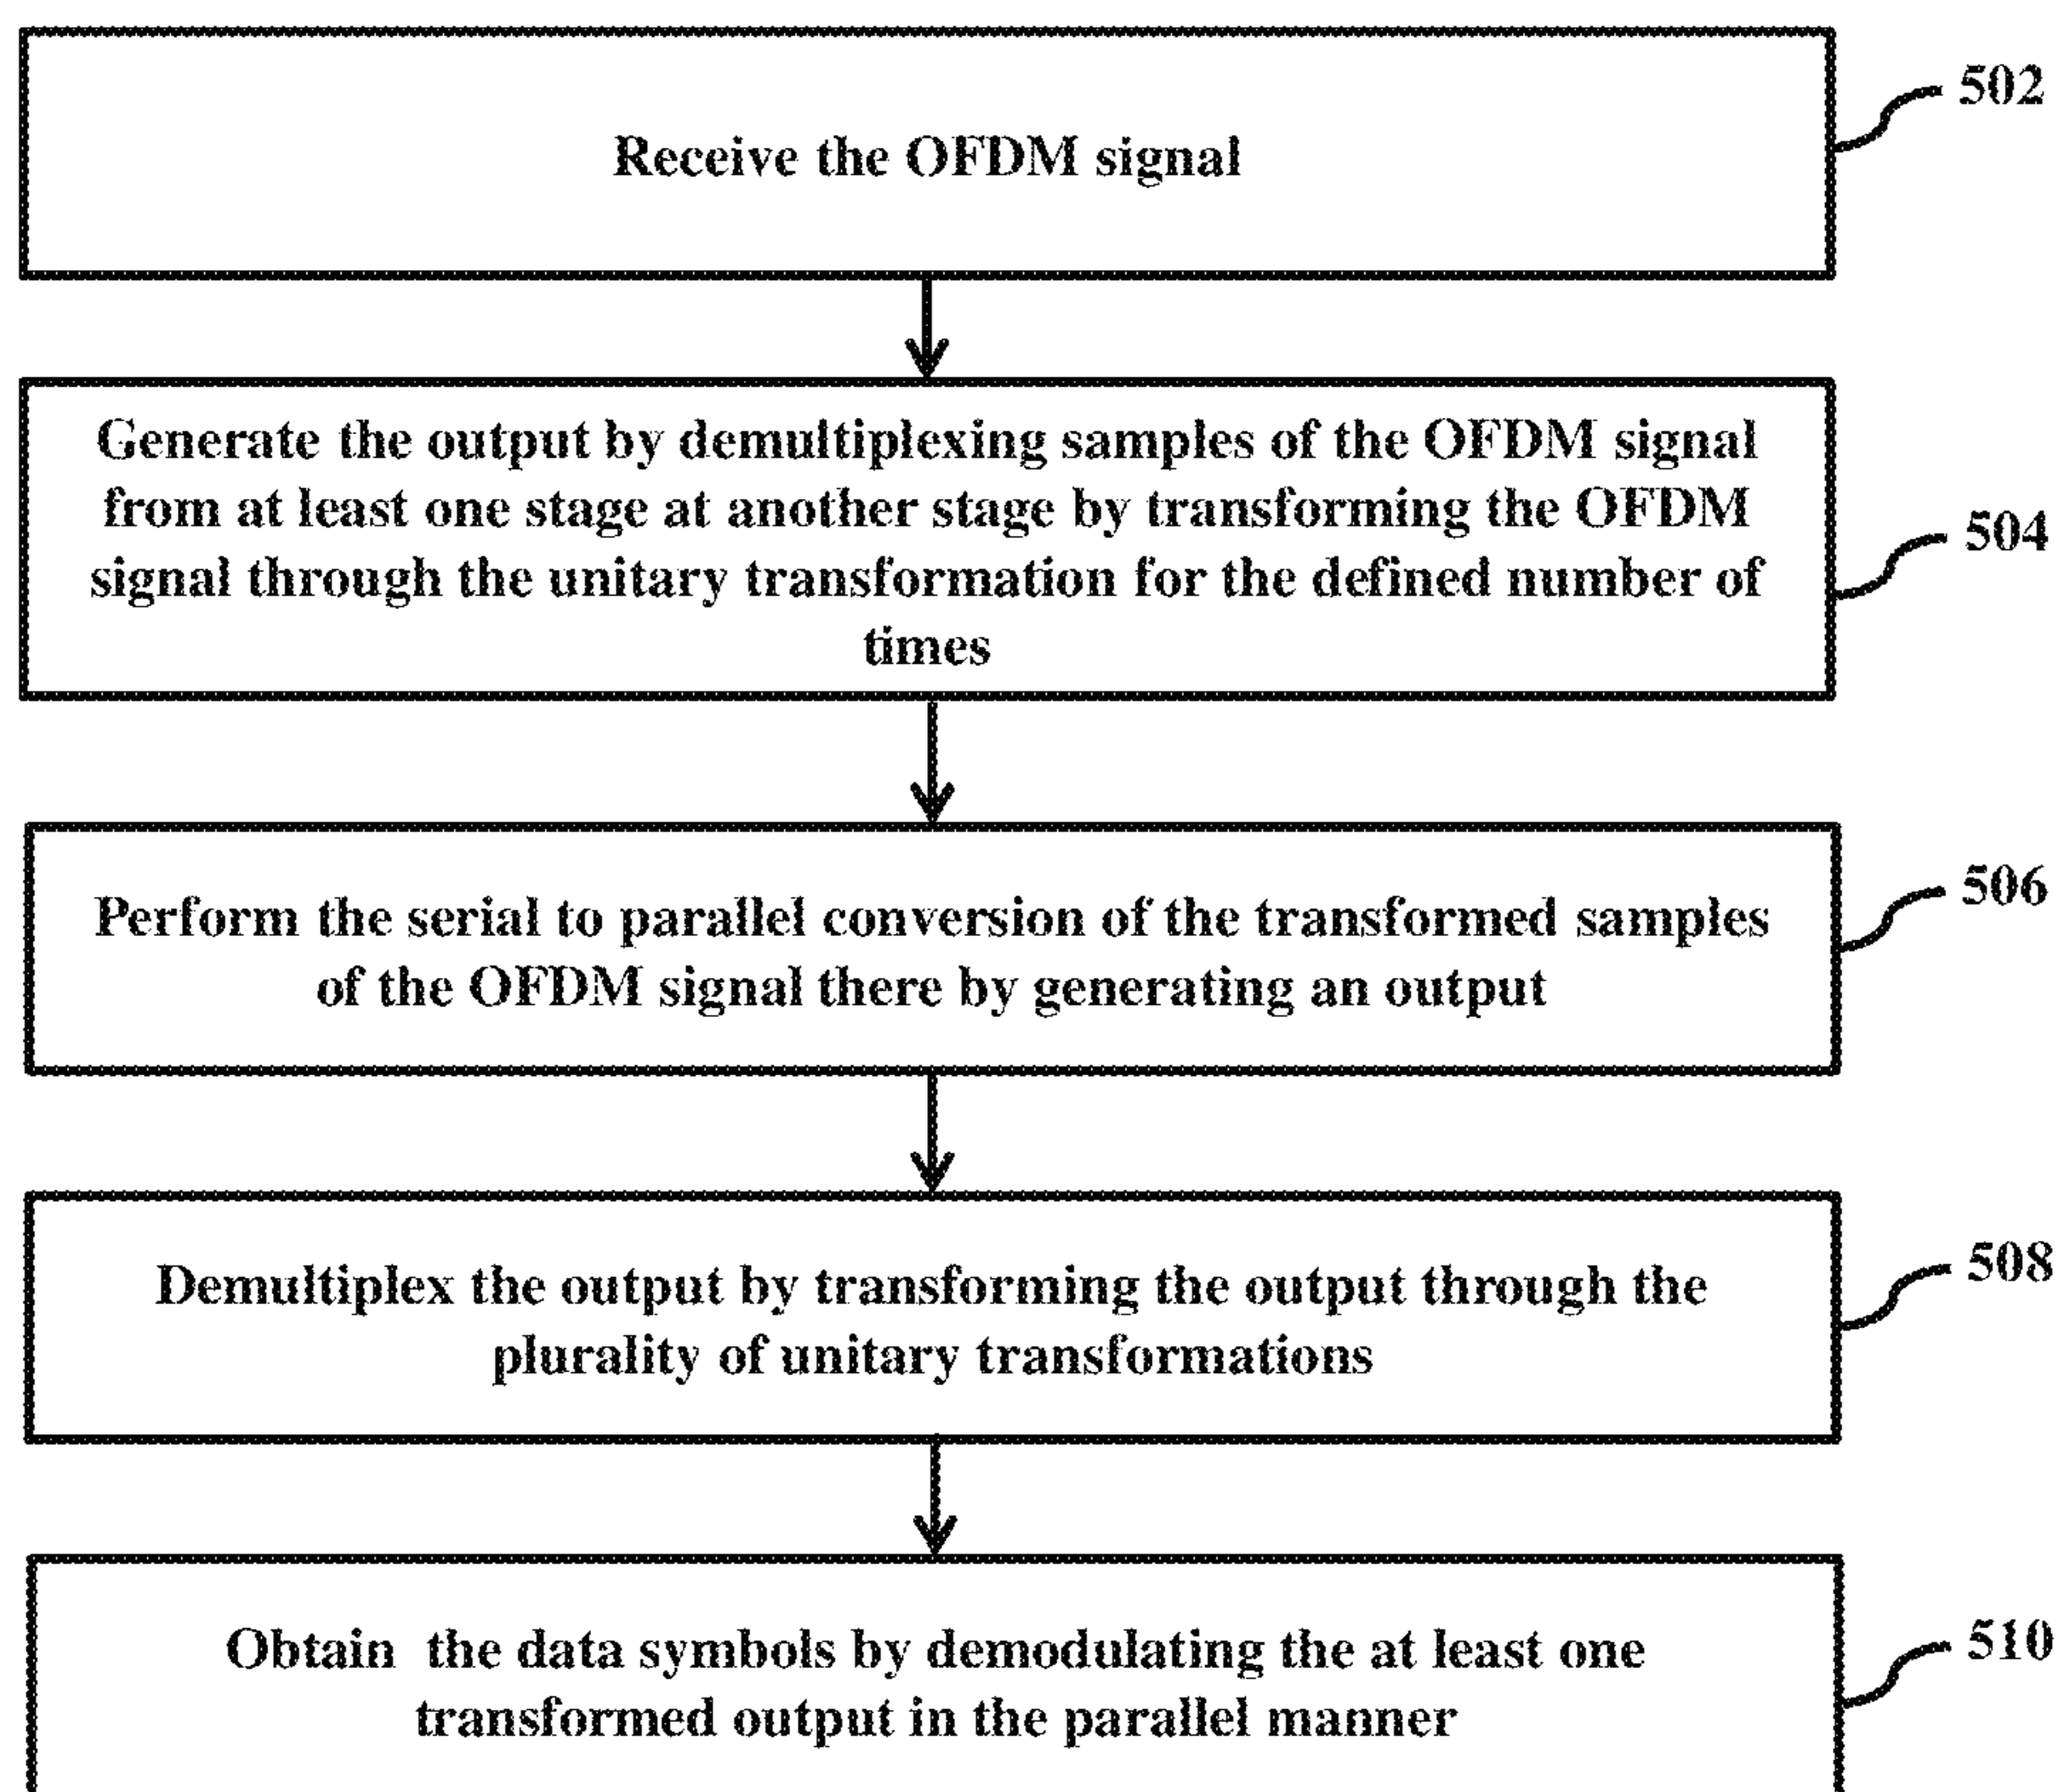 Receive the OFDM signal
502
Generate the output by demultiplexing samples of the OFDM signal
from at least one stage at another stage by transforming the OFDM
signal through the unitary transformation for the defined number of
times
504
Perform the serial to parallel conversion of the transformed samples
of the OFDM signal there by generating an output
506
Demultiplex the output by transforming the output through the
plurality of unitary transformations
508
Obtain the data symbols by demodulating the at least one
transformed output in the parallel manner
510